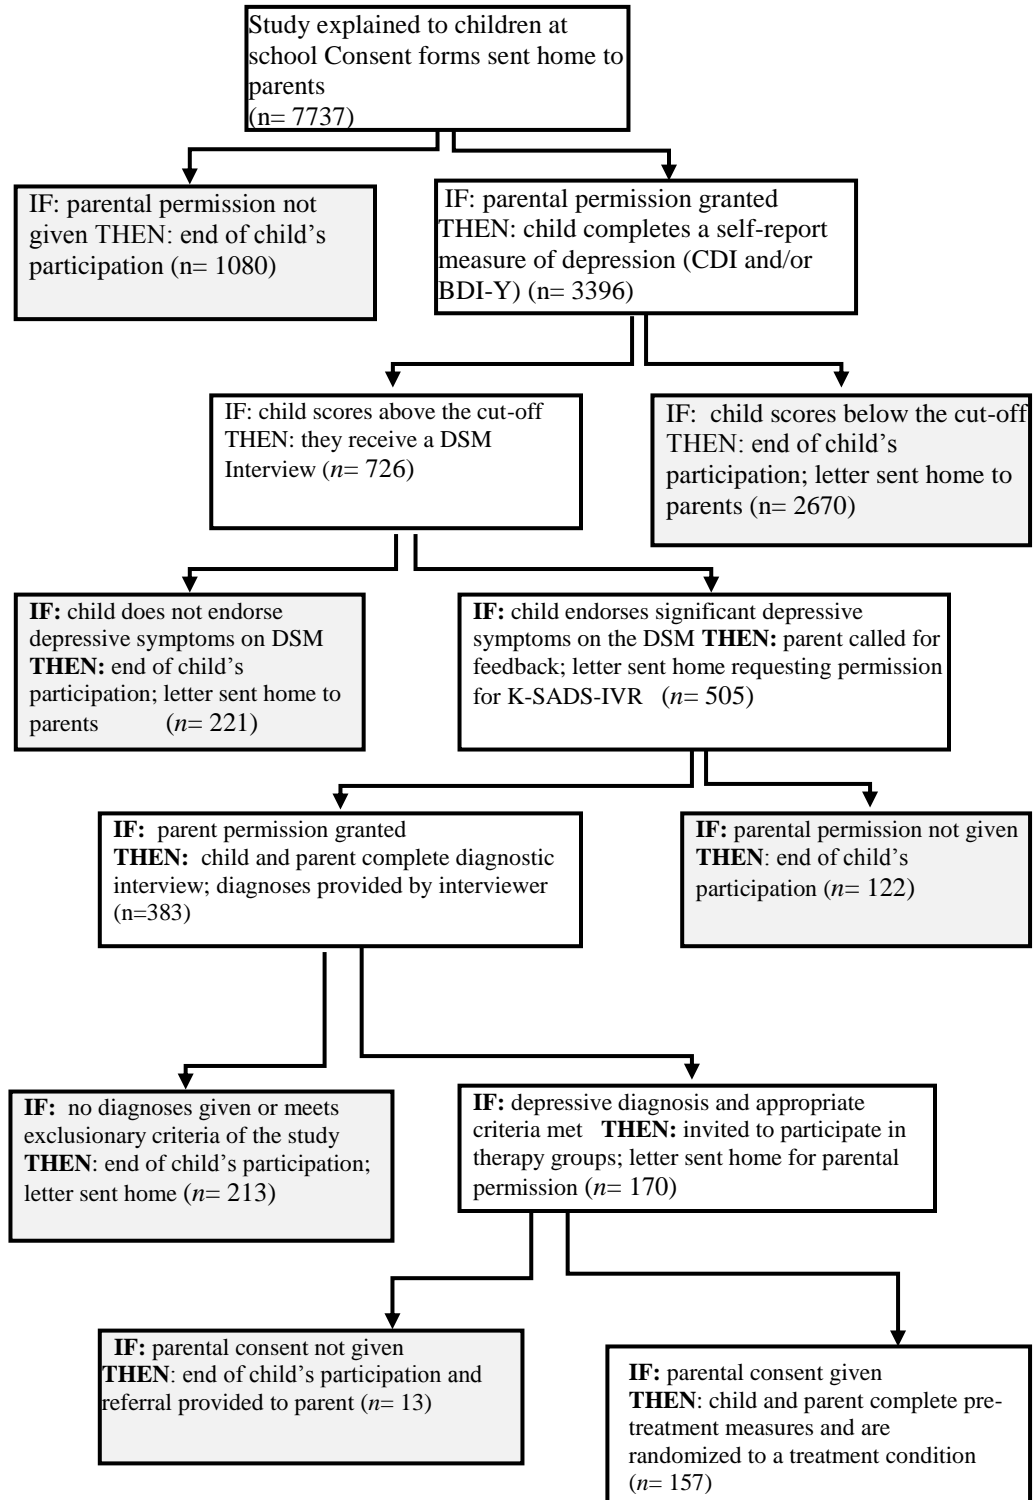 Study explained to children at
school Consent forms sent home to
parents
(n= 7737)
IF: parental permission not
given THEN: end of child's
participation (n= 1080)
IF: parental permission granted
THEN: child completes a self-report
measure of depression (CDI and/or
BDI-Y) (n= 3396)
IF: child scores above the cut-off
THEN: they receive a DSM
Interview (n= 726)
IF: child scores below the cut-off
THEN: end of child's
participation; letter sent home to
parents (n= 2670)
IF: child does not endorse
depressive symptoms on DSM
THEN: end of child's
participation; letter sent home to
parents (n= 221)
IF: child endorses significant depressive
symptoms on the DSM THEN: parent called for
feedback; letter sent home requesting permission
for K-SADS-IVR (n= 505)
IF: parent permission granted
THEN: child and parent complete diagnostic
interview; diagnoses provided by interviewer
(n=383)
IF: parental permission not given
THEN: end of child's
participation (n= 122)
IF: no diagnoses given or meets
exclusionary criteria of the study
THEN: end of child's participation;
letter sent home (n= 213)
IF: depressive diagnosis and appropriate
criteria met THEN: invited to participate in
therapy groups; letter sent home for parental
permission (n= 170)
IF: parental consent not given
THEN: end of child's participation and
referral provided to parent (n= 13)
IF: parental consent given
THEN: child and parent complete pre-
treatment measures and are
randomized to a treatment condition
(n= 157)